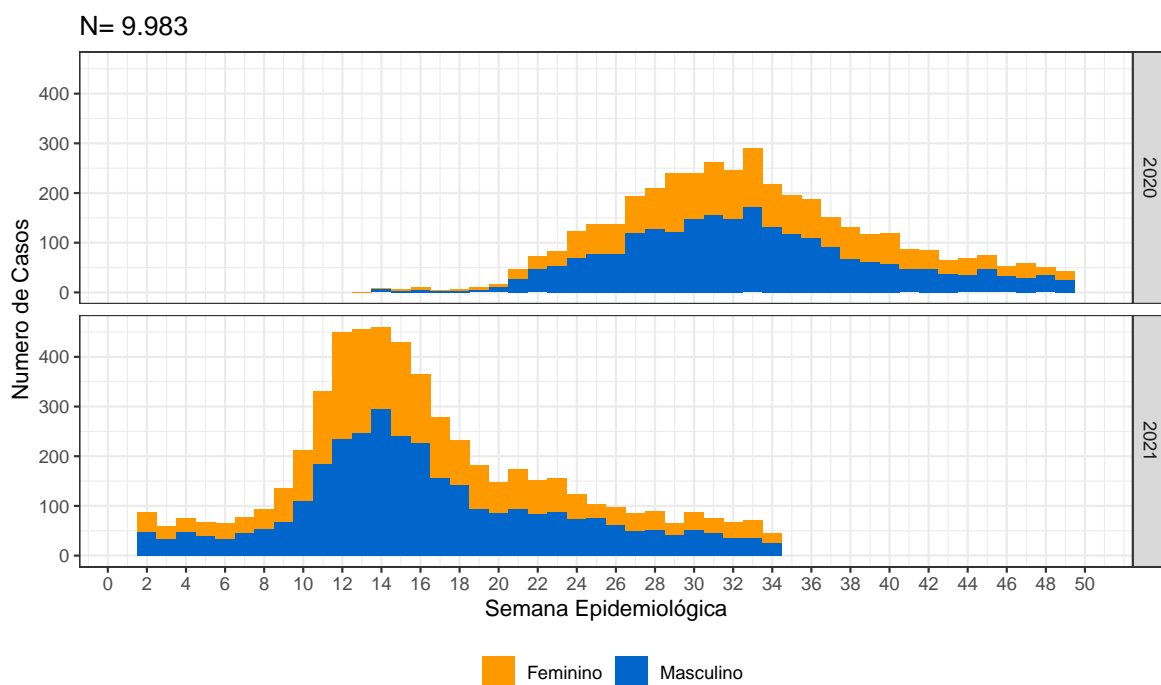 N= 9.983
Numero de Casos
400
300
200
100
0
2020
400
300
200
100
0
2021
0 2 4 6 8 10 12 14 16 18 20 22 24 26 28 30 32 34 36 38 40 42 44 46 48 50
Semana Epidemiológica
Feminino Masculino